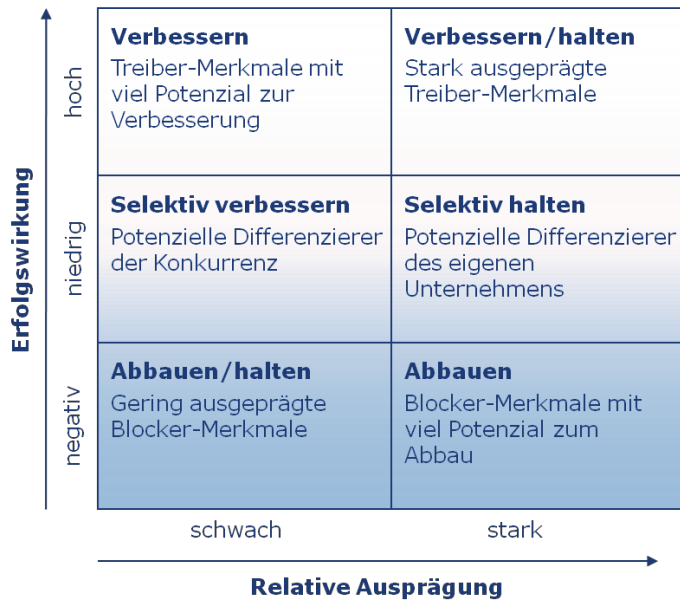 Erfolgswirkung
hoch
Verbessern
Treiber-Merkmale mit
viel Potenzial zur
Verbesserung
Verbessern/halten
Stark ausgeprägte
Treiber-Merkmale
niedrig
Selektiv verbessern
Potenzielle Differenzierer
der Konkurrenz
Selektiv halten
Potenzielle Differenzierer
des eigenen
Unternehmens
negativ
Abbauen/halten
Gering ausgeprägte
Blocker-Merkmale
Abbauen
Blocker-Merkmale mit
viel Potenzial zum
Abbau
schwach
stark
Relative Ausprägung